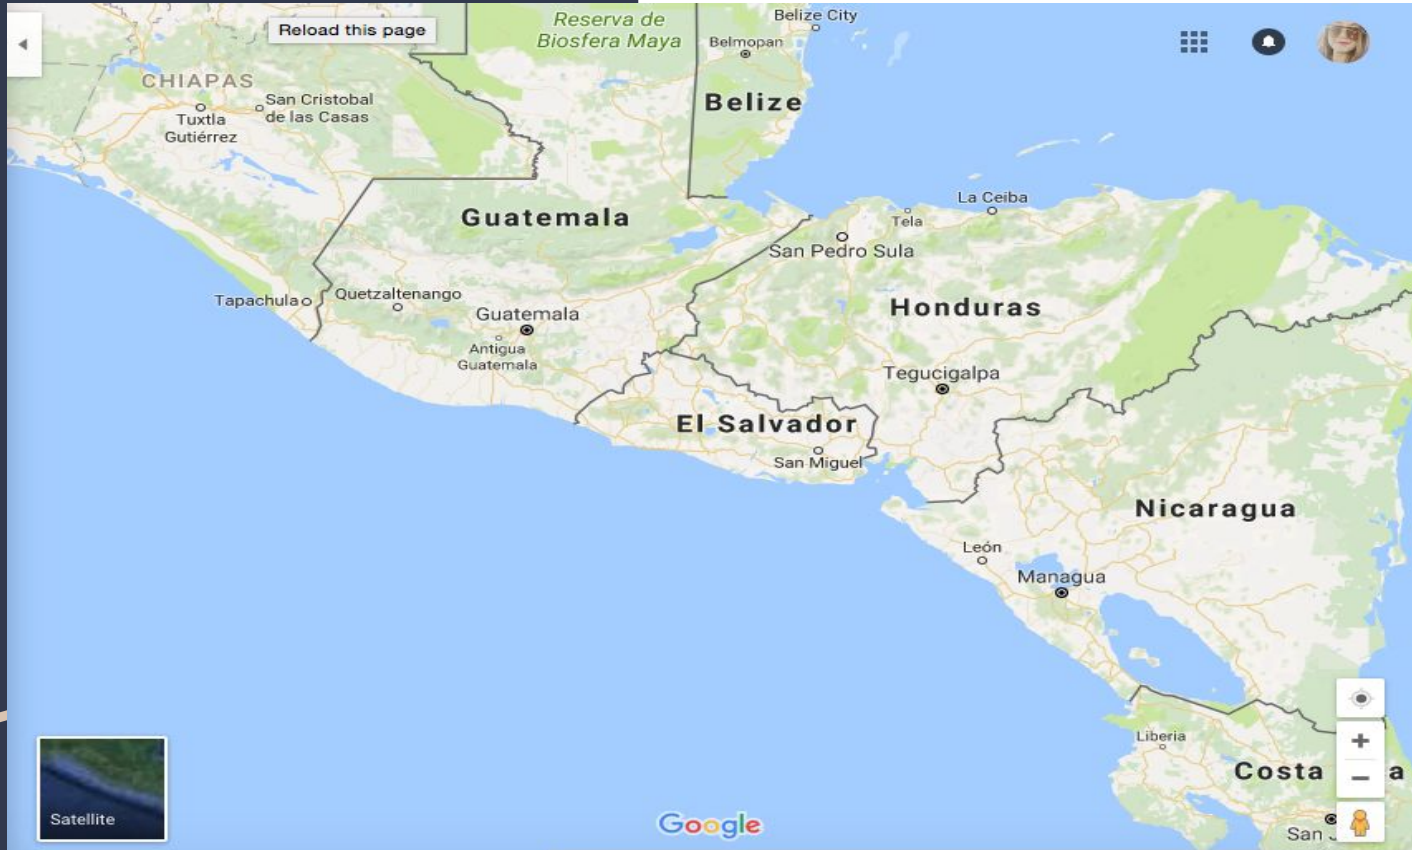 Reserva de
Biosfera Maya
Belize City
Reload this page
Belmopan
CHIAPAS
San Cristobal
de las Casas
Belize
Tuxtla
Gutiérrez
La Ceiba
Guatemala
Tela
San Pedro Sula
Tapachula
Quetzaltenango
Honduras
Guatemala
Antigua
Guatemala
Tegucigalpa
El Salvador
San Miguel
Nicaragua
León
Managua
Liberia
Costa
a
Satellite
Google
San